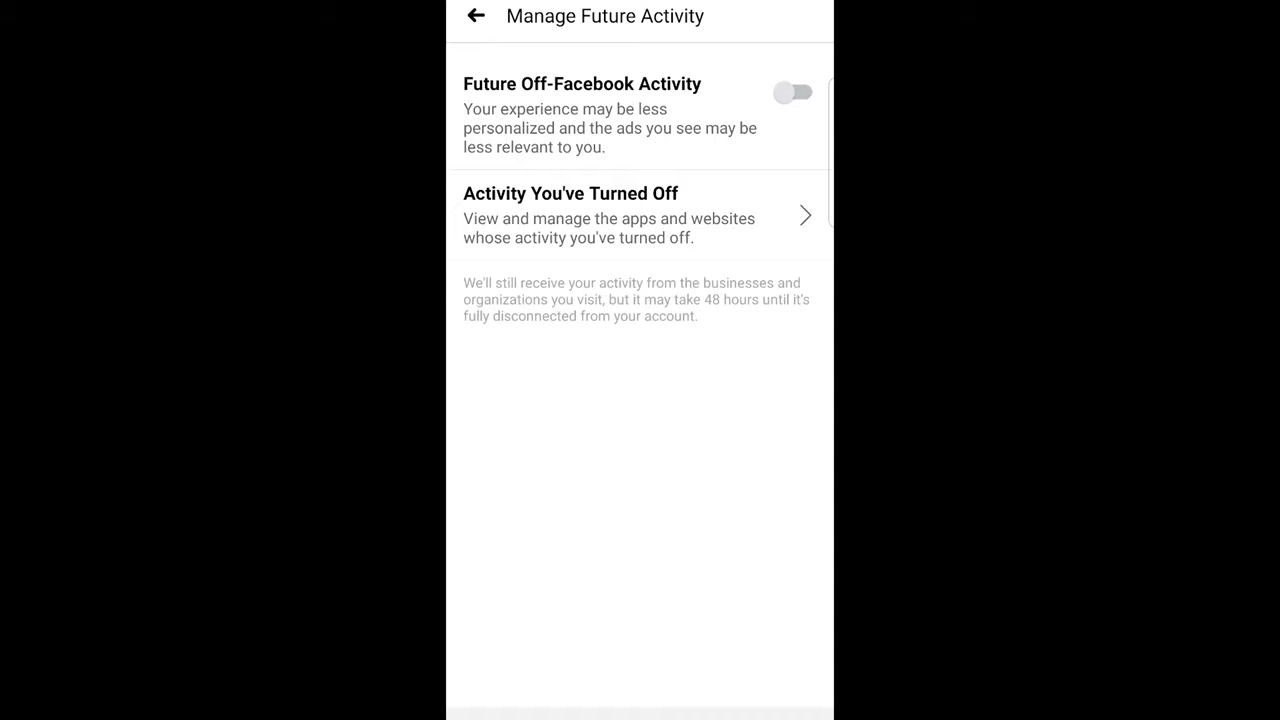 Manage Future Activity
Future Off-Facebook Activity
Your experience may be less
personalized and the ads you see may be
less relevant to you.
Activity You've Turned Off
View and manage the apps and websites
whose activity you've turned off.
We'll still receive your activity from the businesses and
organizations you visit, but it may take 48 hours until it's
fully disconnected from your account.